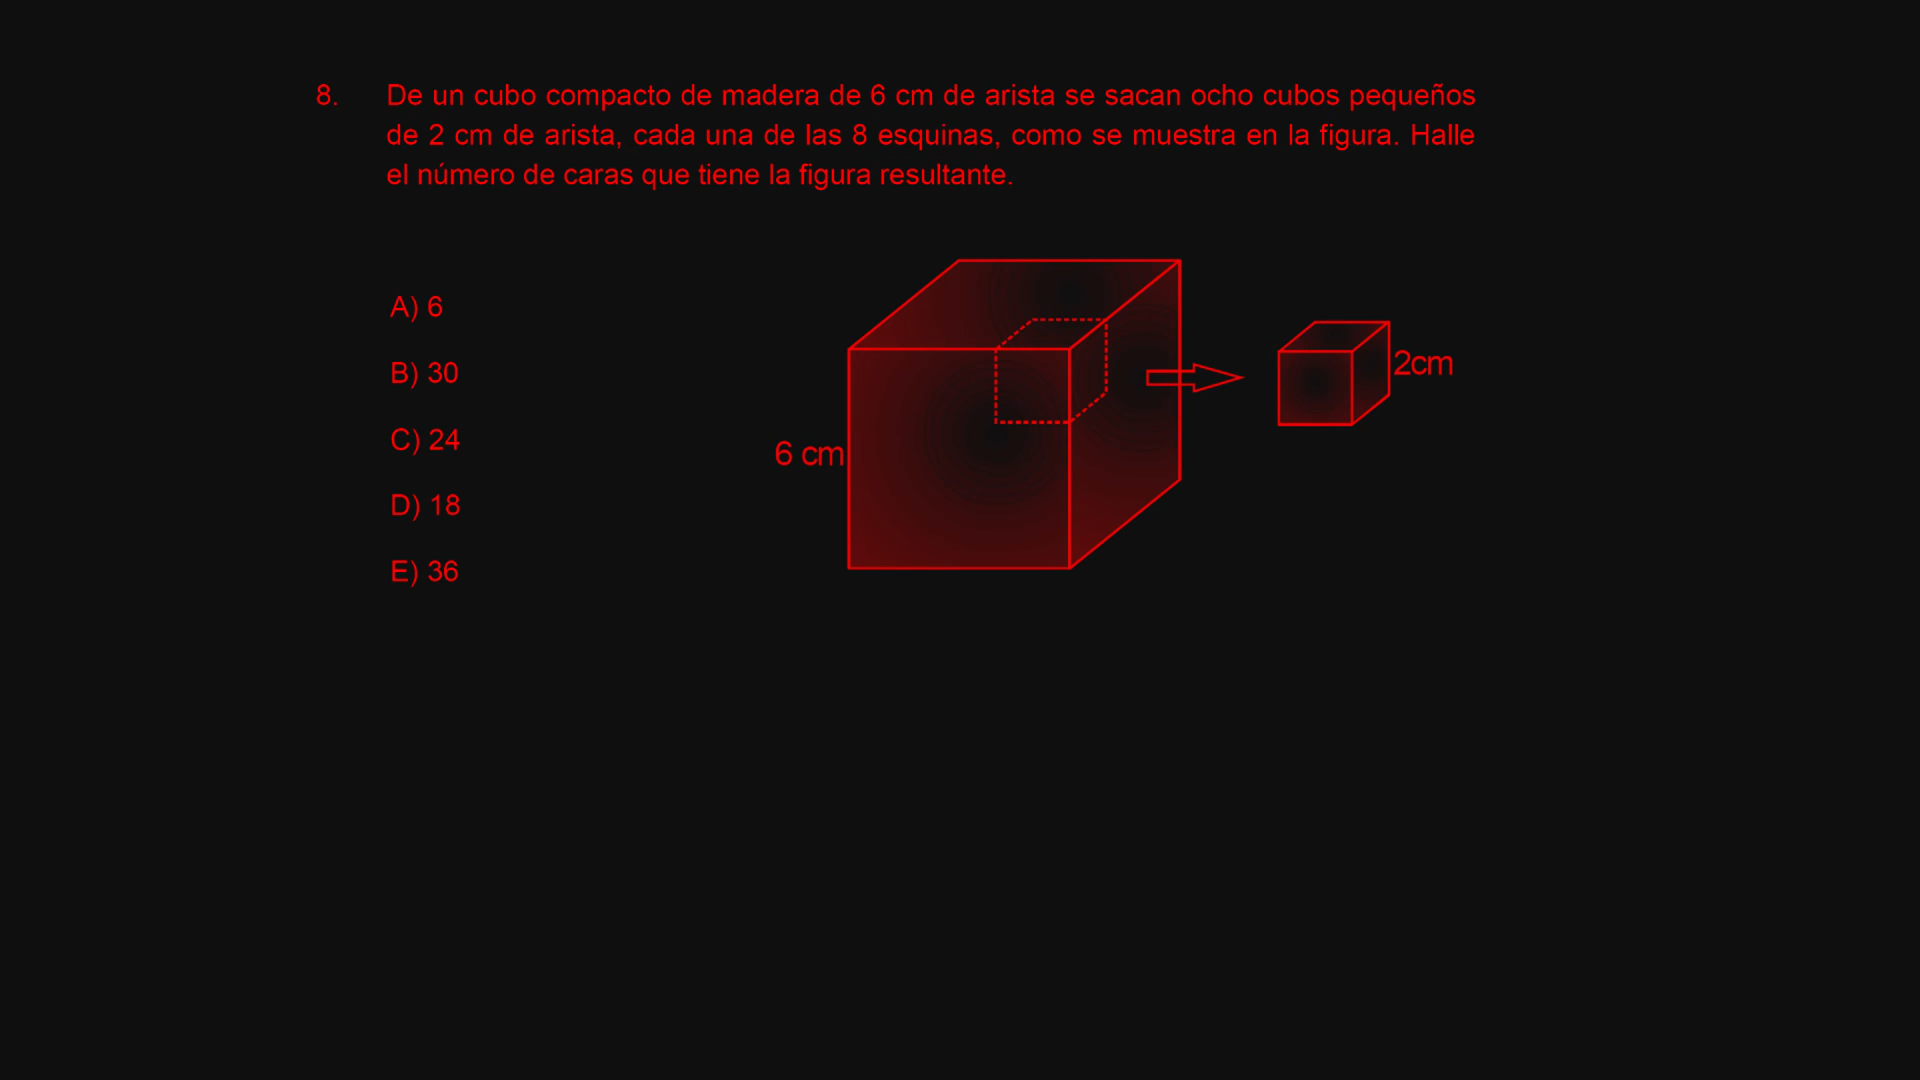 8. De un cubo compacto de madera de 6 cm de arista se sacan ocho cubos pequeños
de 2 cm de arista, cada una de las 8 esquinas, como se muestra en la figura. Halle
el número de caras que tiene la figura resultante.
A) 6
B) 30
C) 24
D) 18
E) 36
6 cm
2cm